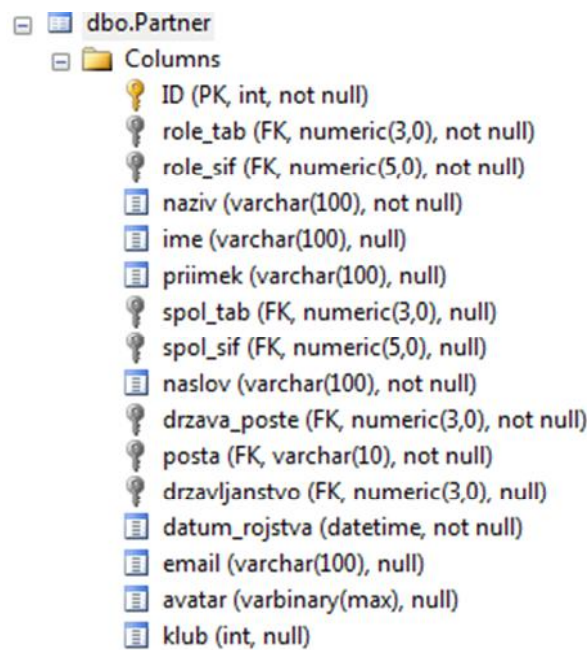 dbo.Partner
Columns
ID (PK, int, not null)
role_tab (FK, numeric(3,0), not null)
role_sif (FK, numeric(5,0), not null)
naziv (varchar(100), not null)
ime (varchar(100), null)
priimek (varchar(100), null)
spol_tab (FK, numeric(3,0), null)
spol_sif (FK, numeric(5,0), null)
naslov (varchar(100), not null)
drzava_poste (FK, numeric(3,0), not null)
posta (FK, varchar(10), not null)
drzavljanstvo (FK, numeric(3,0), null)
datum_rojstva (datetime, not null)
email (varchar(100), null)
avatar (varbinary(max), null)
klub (int, null)